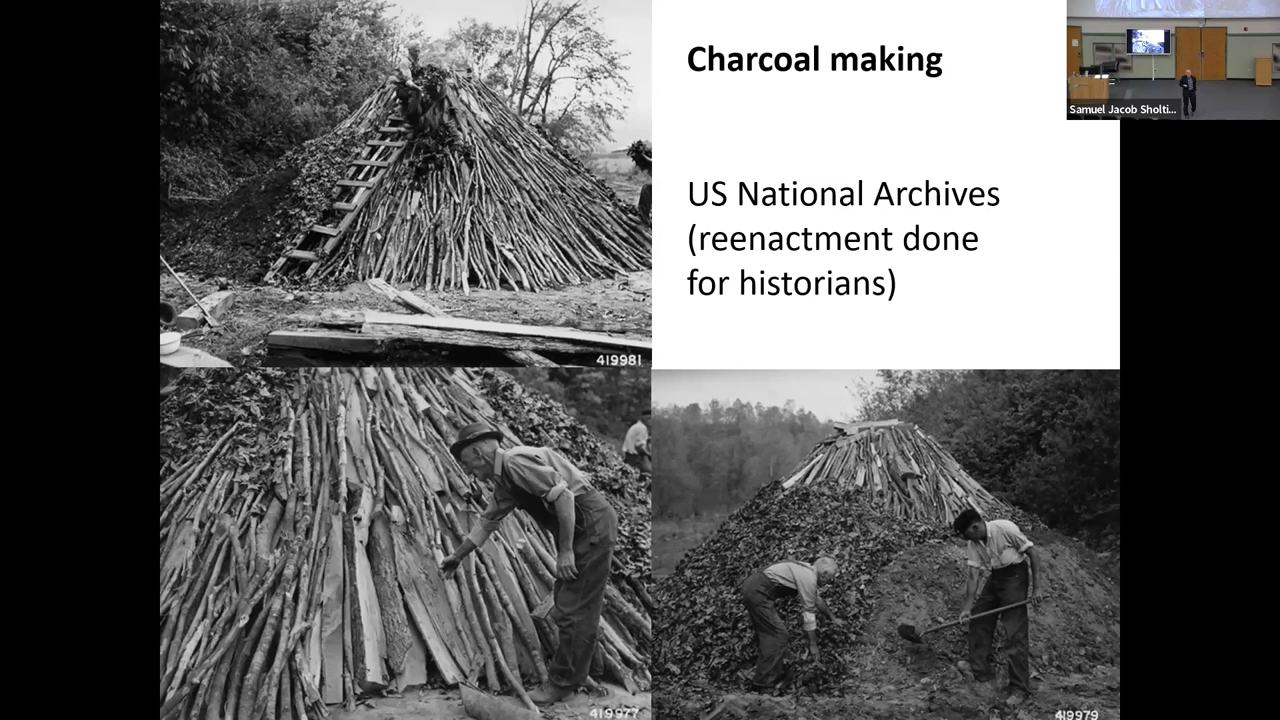 Charcoal making
Samuel Jacob Sholti...
US National Archives
(reenactment done
for historians)
419981
419977
419979